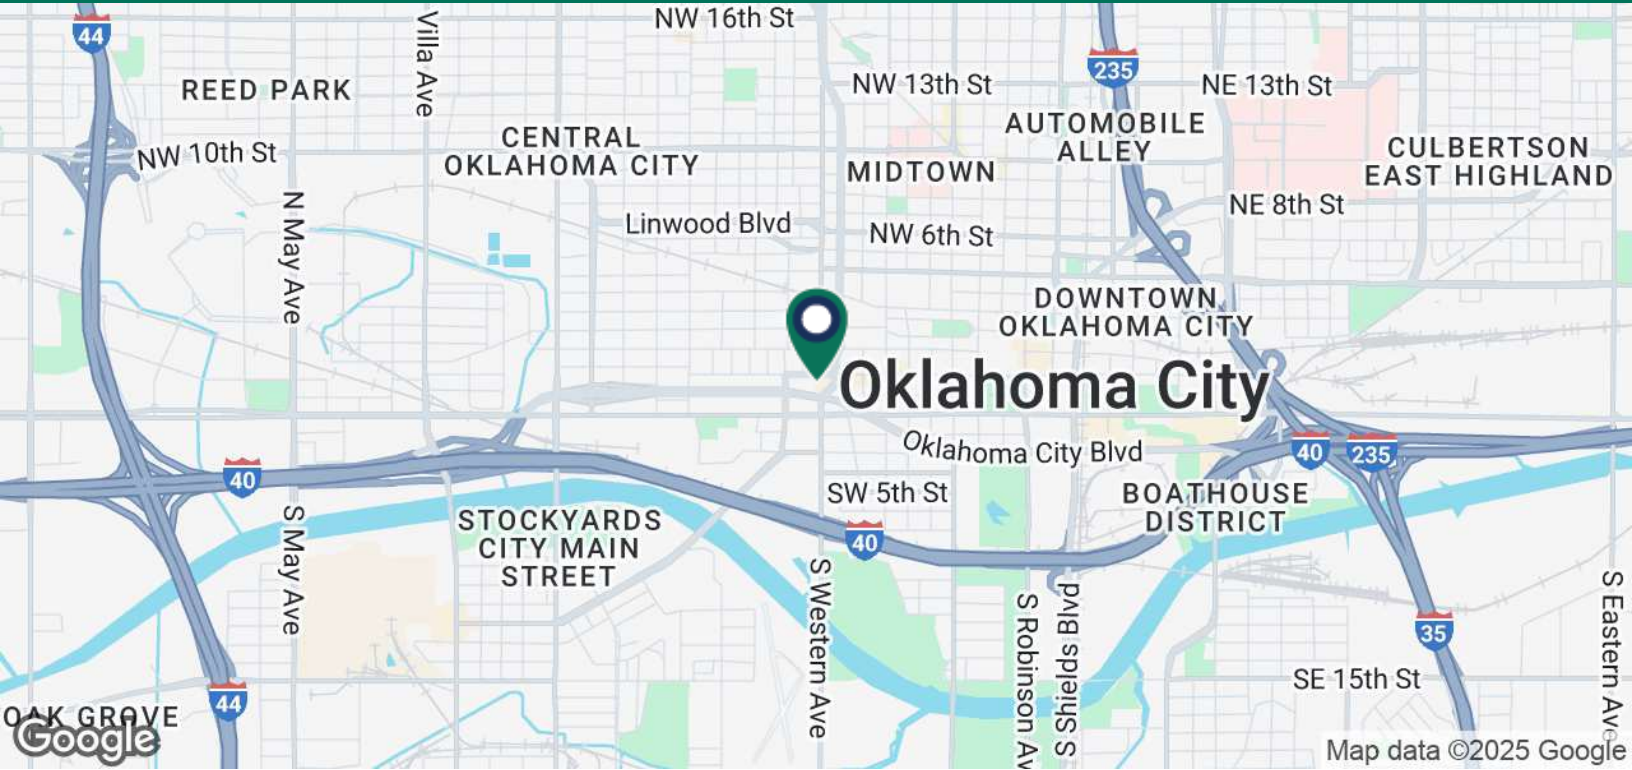 NW 16th St
44
Villa Ave
235
REED PARK
NW 13th St
NE 13th St
AUTOMOBILE
ALLEY
CENTRAL
OKLAHOMA CITY
NW 10th St
CULBERTSON
EAST HIGHLAND
MIDTOWN
N May Ave
NE 8th St
Linwood Blvd
NW 6th St
DOWNTOWN
OKLAHOMA CITY
Oklahoma City
Oklahoma City Blvd
40
235
40
SW 5th St
BOATHOUSE
DISTRICT
STOCKYARDS
CITY MAIN
STREET
40
S May Ave
S Western Ave
S Robinson Av
S Shields Blvd
S Eastern Ave
35
SE 15th St
44
OAK GROVE
Google
Map data ©2025 Google